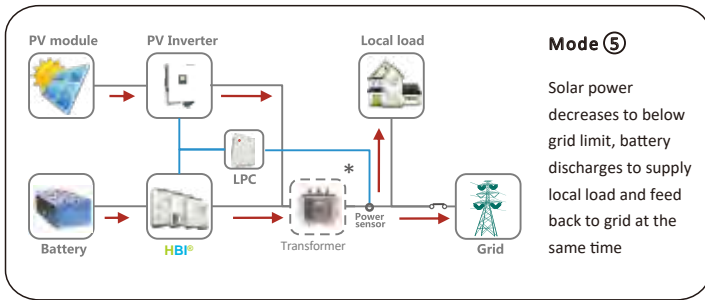 PV module
PV Inverter
Local load
LPC
*
Battery
HBI®
Transformer
Power
sensor
Grid
Mode ⑤
Solar power
decreases to below
grid limit, battery
discharges to supply
local load and feed
back to grid at the
same time